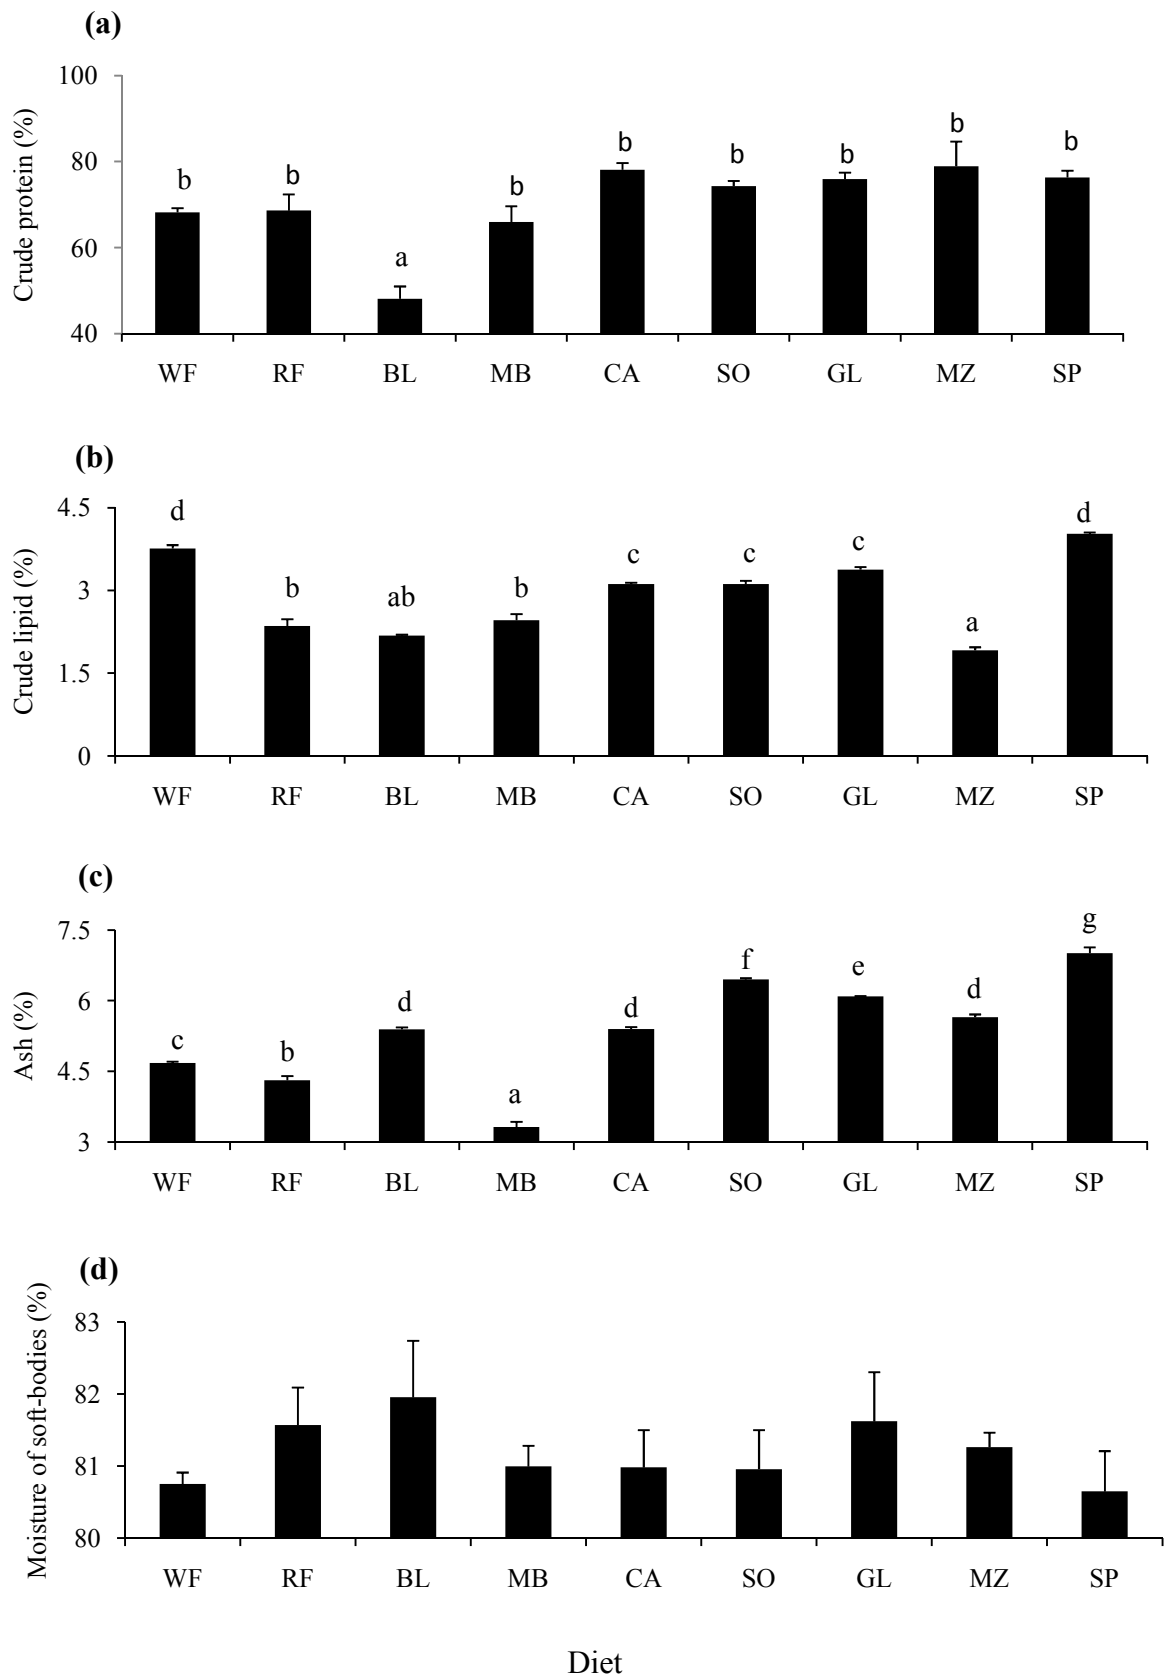 (a)
Crude protein (%)
100
80
60
40
b b a b b b b b b
WF RF BL MB CA SO GL MZ SP
(b)
Crude lipid (%)
4.5
3
1.5
0
d b ab b c c c a d
WF RF BL MB CA SO GL MZ SP
(c)
Ash (%)
7.5
6
4.5
3
c b d a d f e d g
WF RF BL MB CA SO GL MZ SP
(d)
Moisture of soft-bodies (%)
83
82
81
80
WF RF BL MB CA SO GL MZ SP
Diet